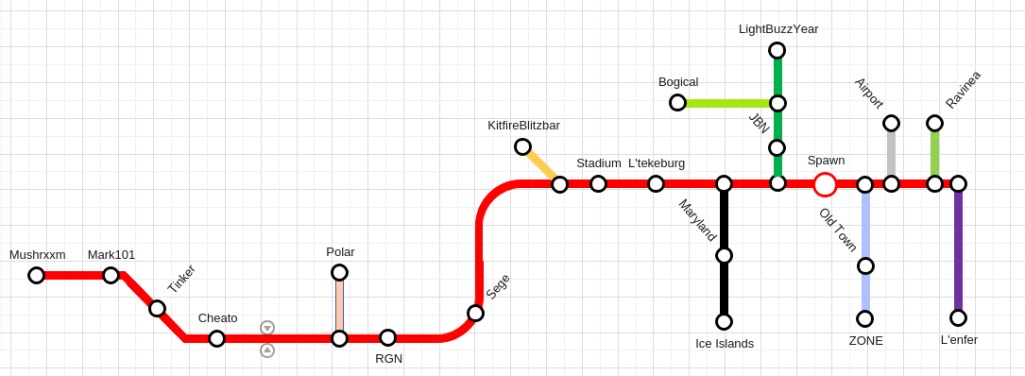 LightBuzzYear
Bogical
Airport
Ravinea
JBN
KitfireBlitzbar
Stadium
L'tekeburg
Spawn
Maryland
Old Town
Mushrxxm
Mark101
Tinker
Polar
Sege
Cheato
RGN
Ice Islands
ZONE
L'enfer